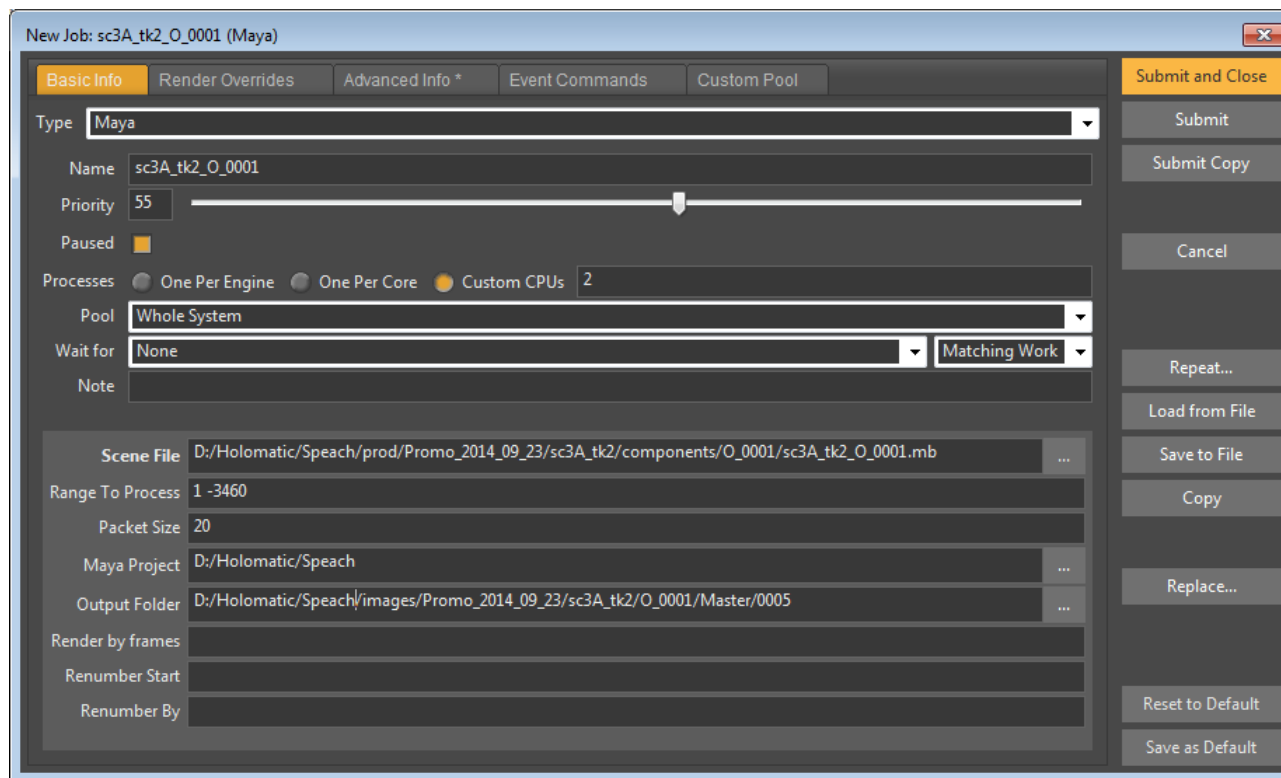 New Job: sc3A_tk2_O_0001 (Maya)
Basic Info Render Overrides Advanced Info * Event Commands Custom Pool
Type Maya
Name sc3A_tk2_O_0001
Priority 55
Paused
Processes One Per Engine One Per Core Custom CPUs 2
Pool Whole System
Wait for None Matching Work
Note
Scene File D:/Holomatic/Speach/prod/Promo_2014_09_23/sc3A_tk2/components/O_0001/sc3A_tk2_O_0001.mb ...
Range To Process 1 -3460
Packet Size 20
Maya Project D:/Holomatic/Speach ...
Output Folder D:/Holomatic/Speach/images/Promo_2014_09_23/sc3A_tk2/O_0001/Master/0005 ...
Render by frames
Renumber Start
Renumber By
Submit and Close
Submit
Submit Copy
Cancel
Repeat...
Load from File
Save to File
Copy
Replace...
Reset to Default
Save as Default